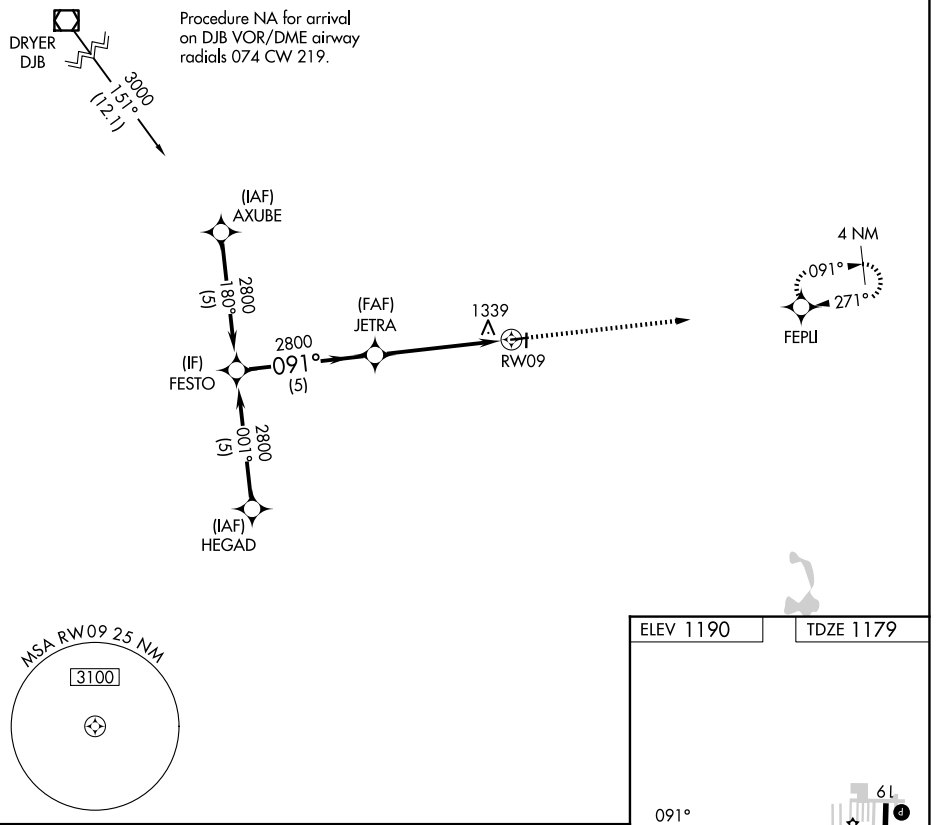 DRYER
DJB
Procedure NA for arrival
on DJB VOR/DME airway
radials 074 CW 219.
3000
151°
(12.1)
(IAF)
AXUBE
2800
180°
(5)
4 NM
091°
271°
FEPLI
(FAF)
JETRA
1339
RW09
(IF)
FESTO
2800
091°
(5)
2800
001°
(5)
(IAF)
HEGAD
MSA RW09 25 NM
3100
ELEV 1190
TDZE 1179
091°
19
P